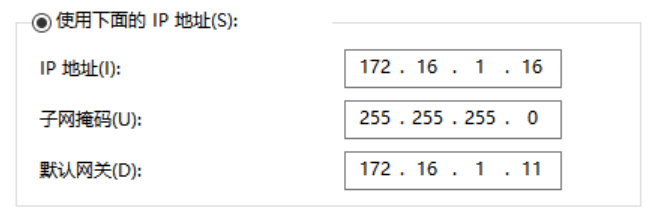 使用下面的 IP 地址(S):
IP 地址(I): 172 . 16 . 1 . 16
子网掩码(U): 255 . 255 . 255 . 0
默认网关(D): 172 . 16 . 1 . 11